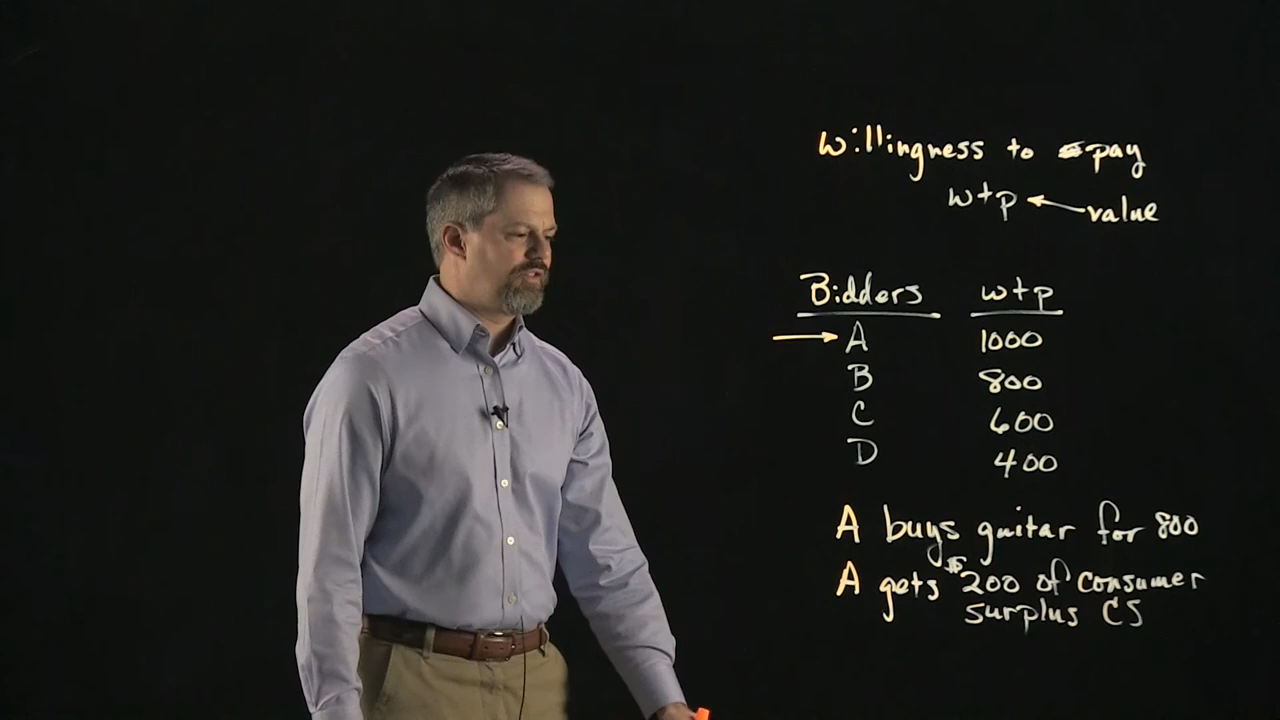 Willingness to pay
wtp value
Bidders wtp
A 1000
B 800
C 600
D 400
A buys guitar for 800
A gets $200 of consumer
surplus CS